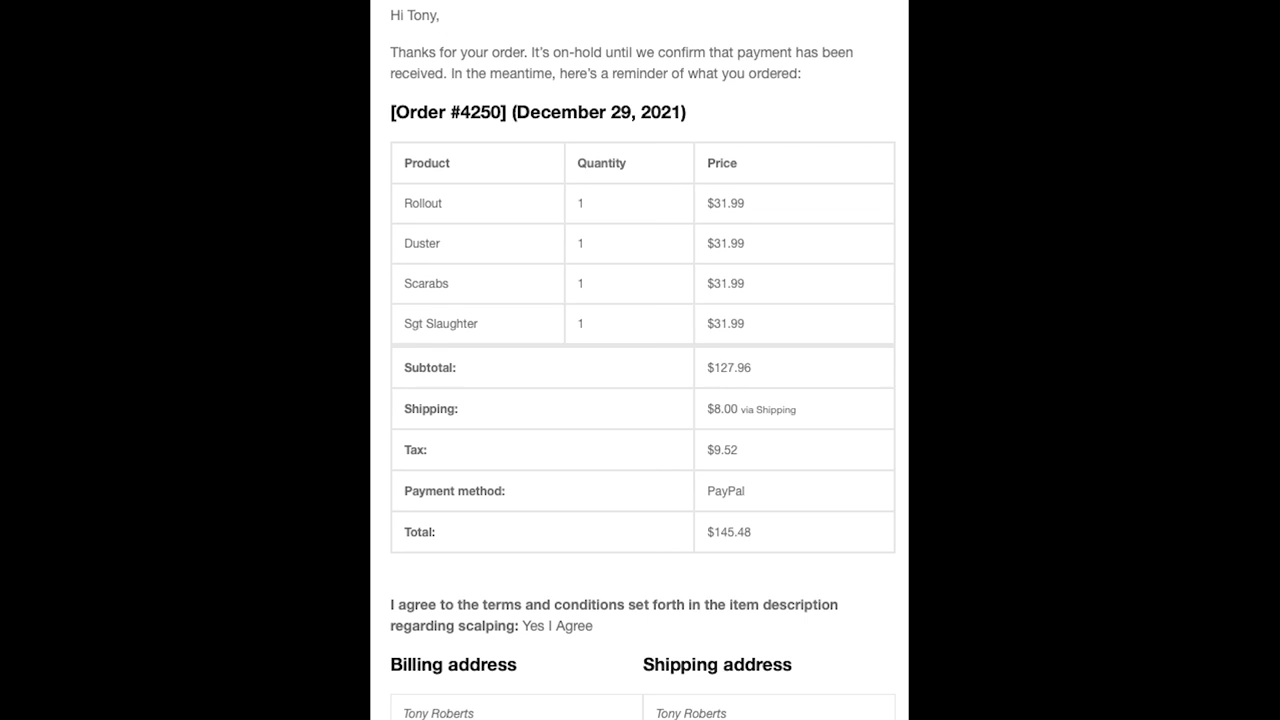 Hi Tony,
Thanks for your order. It’s on-hold until we confirm that payment has been
received. In the meantime, here’s a reminder of what you ordered:
[Order #4250] (December 29, 2021)
Product Quantity Price
Rollout 1 $31.99
Duster 1 $31.99
Scarabs 1 $31.99
Sgt Slaughter 1 $31.99
Subtotal: $127.96
Shipping: $8.00 via Shipping
Tax: $9.52
Payment method: PayPal
Total: $145.48
I agree to the terms and conditions set forth in the item description
regarding scalping: Yes I Agree
Billing address Shipping address
Tony Roberts Tony Roberts